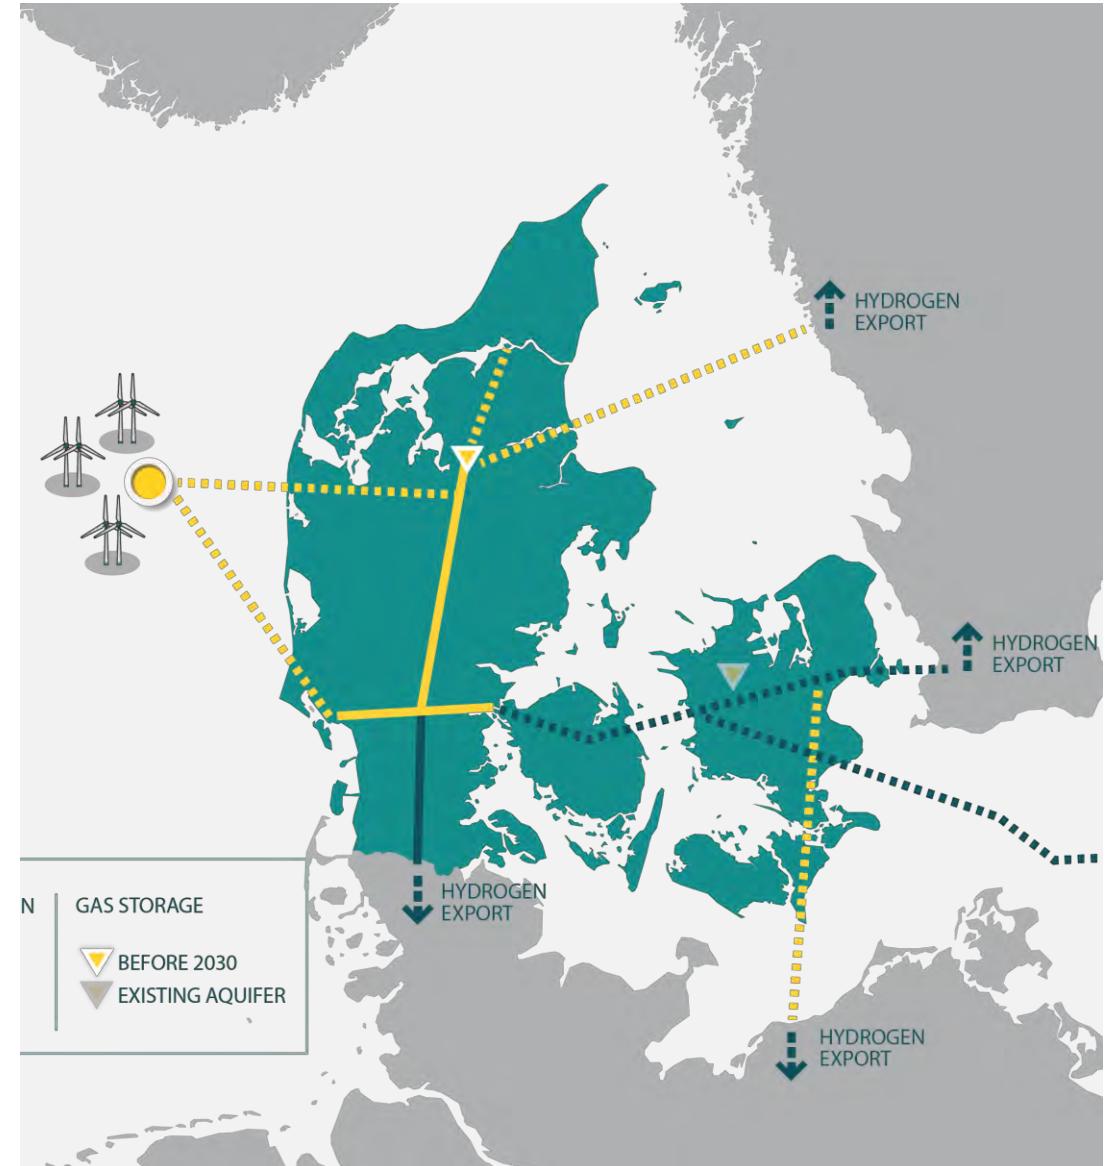 HYDROGEN
EXPORT
HYDROGEN
EXPORT
HYDROGEN
EXPORT
N
GAS STORAGE
BEFORE 2030
EXISTING AQUIFER
HYDROGEN
EXPORT